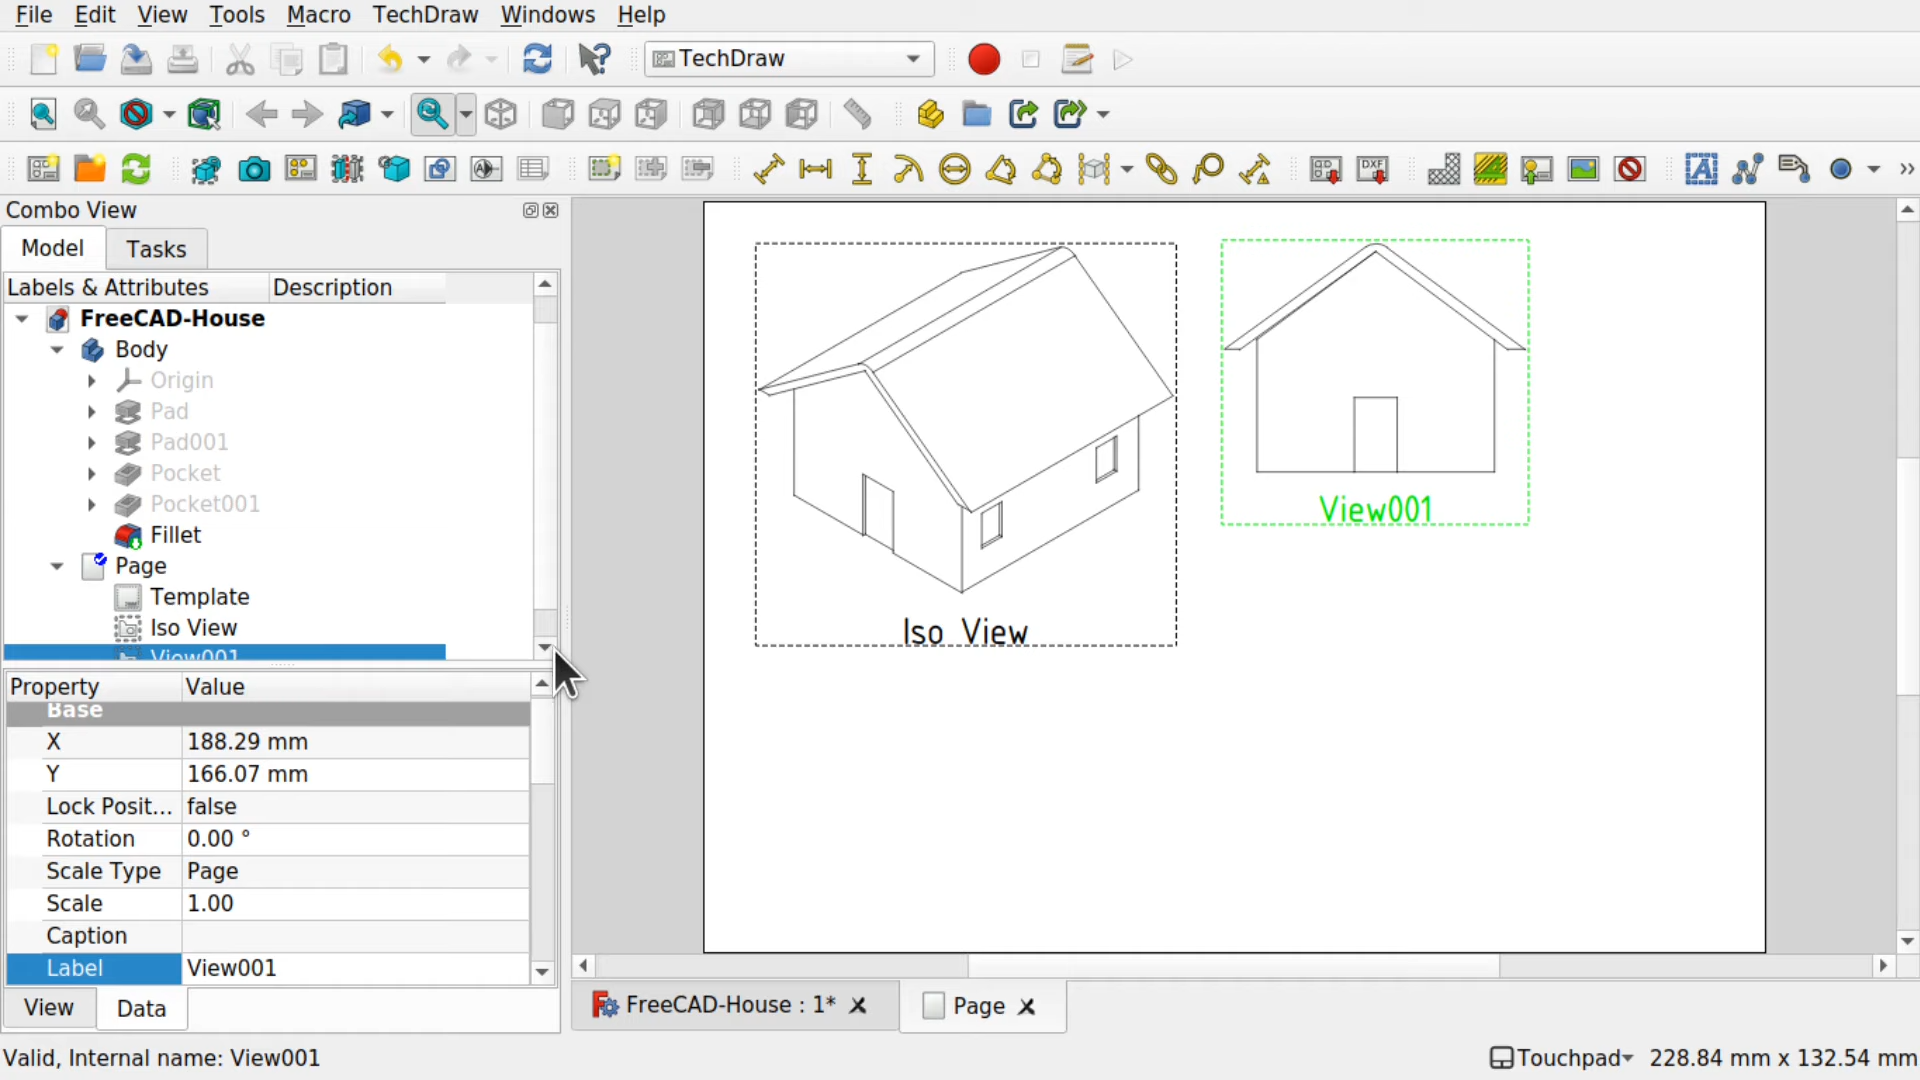 File Edit View Tools Macro TechDraw Windows Help
TechDraw
DXF
Combo View
Model Tasks
Labels & Attributes Description
FreeCAD-House
Body
Origin
Pad
Pad001
Pocket
Pocket001
Fillet
Page
Template
Iso View
View001
Property Value
Base
X 188.29 mm
Y 166.07 mm
Lock Posit... false
Rotation 0.00 °
Scale Type Page
Scale 1.00
Caption
Label View001
View Data
Iso View
View001
FreeCAD-House : 1*
Page
Valid, Internal name: View001
Touchpad 228.84 mm x 132.54 mm